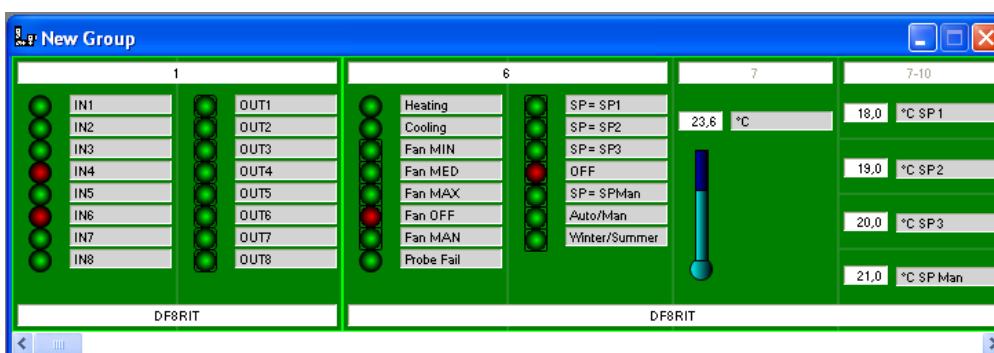 New Group
1
6
7
7-10
IN1
IN2
IN3
IN4
IN5
IN6
IN7
IN8
OUT1
OUT2
OUT3
OUT4
OUT5
OUT6
OUT7
OUT8
Heating
Cooling
Fan MIN
Fan MED
Fan MAX
Fan OFF
Fan MAN
Probe Fail
SP= SP1
SP= SP2
SP= SP3
OFF
SP= SPMan
Auto/Man
Winter/Summer
23,6 °C
18,0 °C SP1
19,0 °C SP2
20,0 °C SP3
21,0 °C SP Man
DF8RIT
DF8RIT